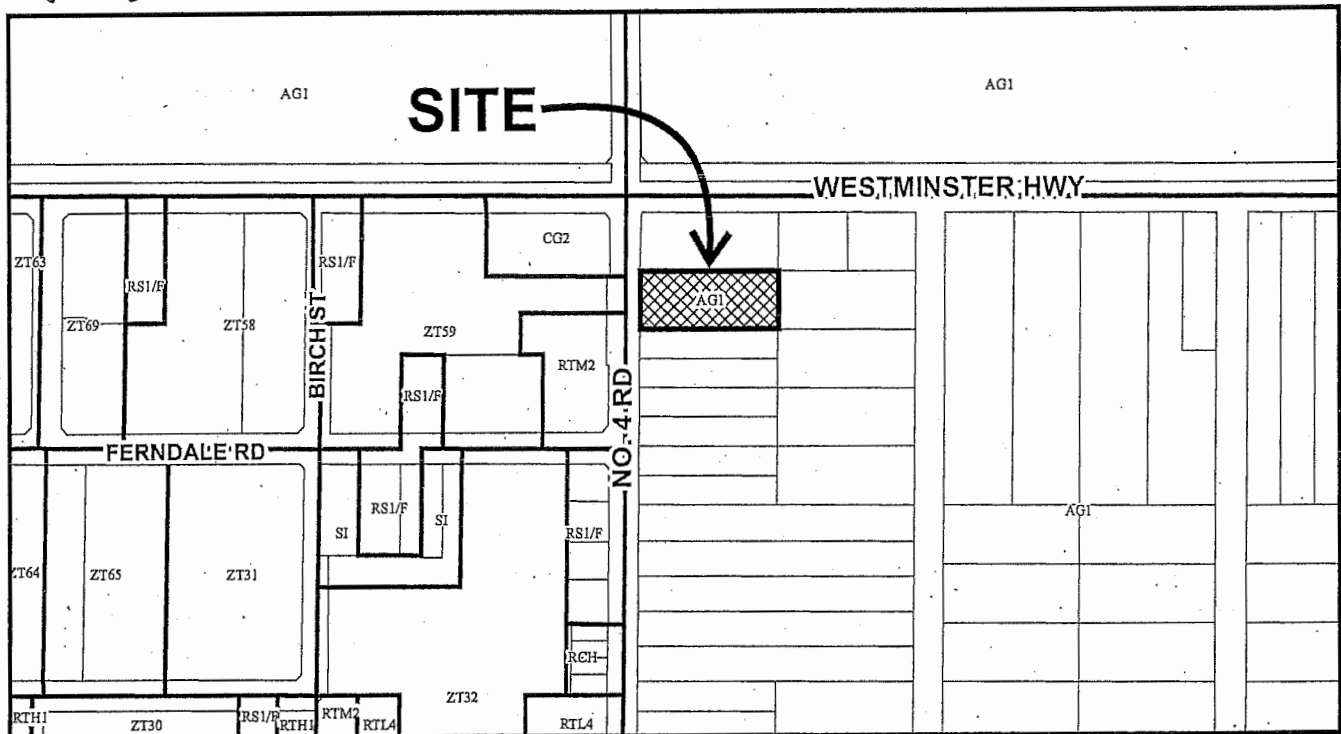 AG1
AG1
SITE
WESTMINSTER HWY
ZT63
RS1/F
RS1/F
CG2
AG1
ZT69
ZT58
BIRCH ST
ZT59
RTM2
RS1/F
NO. 4 RD
FERNDALE RD
SI
RS1/F
SI
RS1/F
AG1
ZT64
ZT65
ZT31
RCH
ZT32
RTH1
ZT30
RS1/F
RTH1
RTM2
RTL4
RTL4